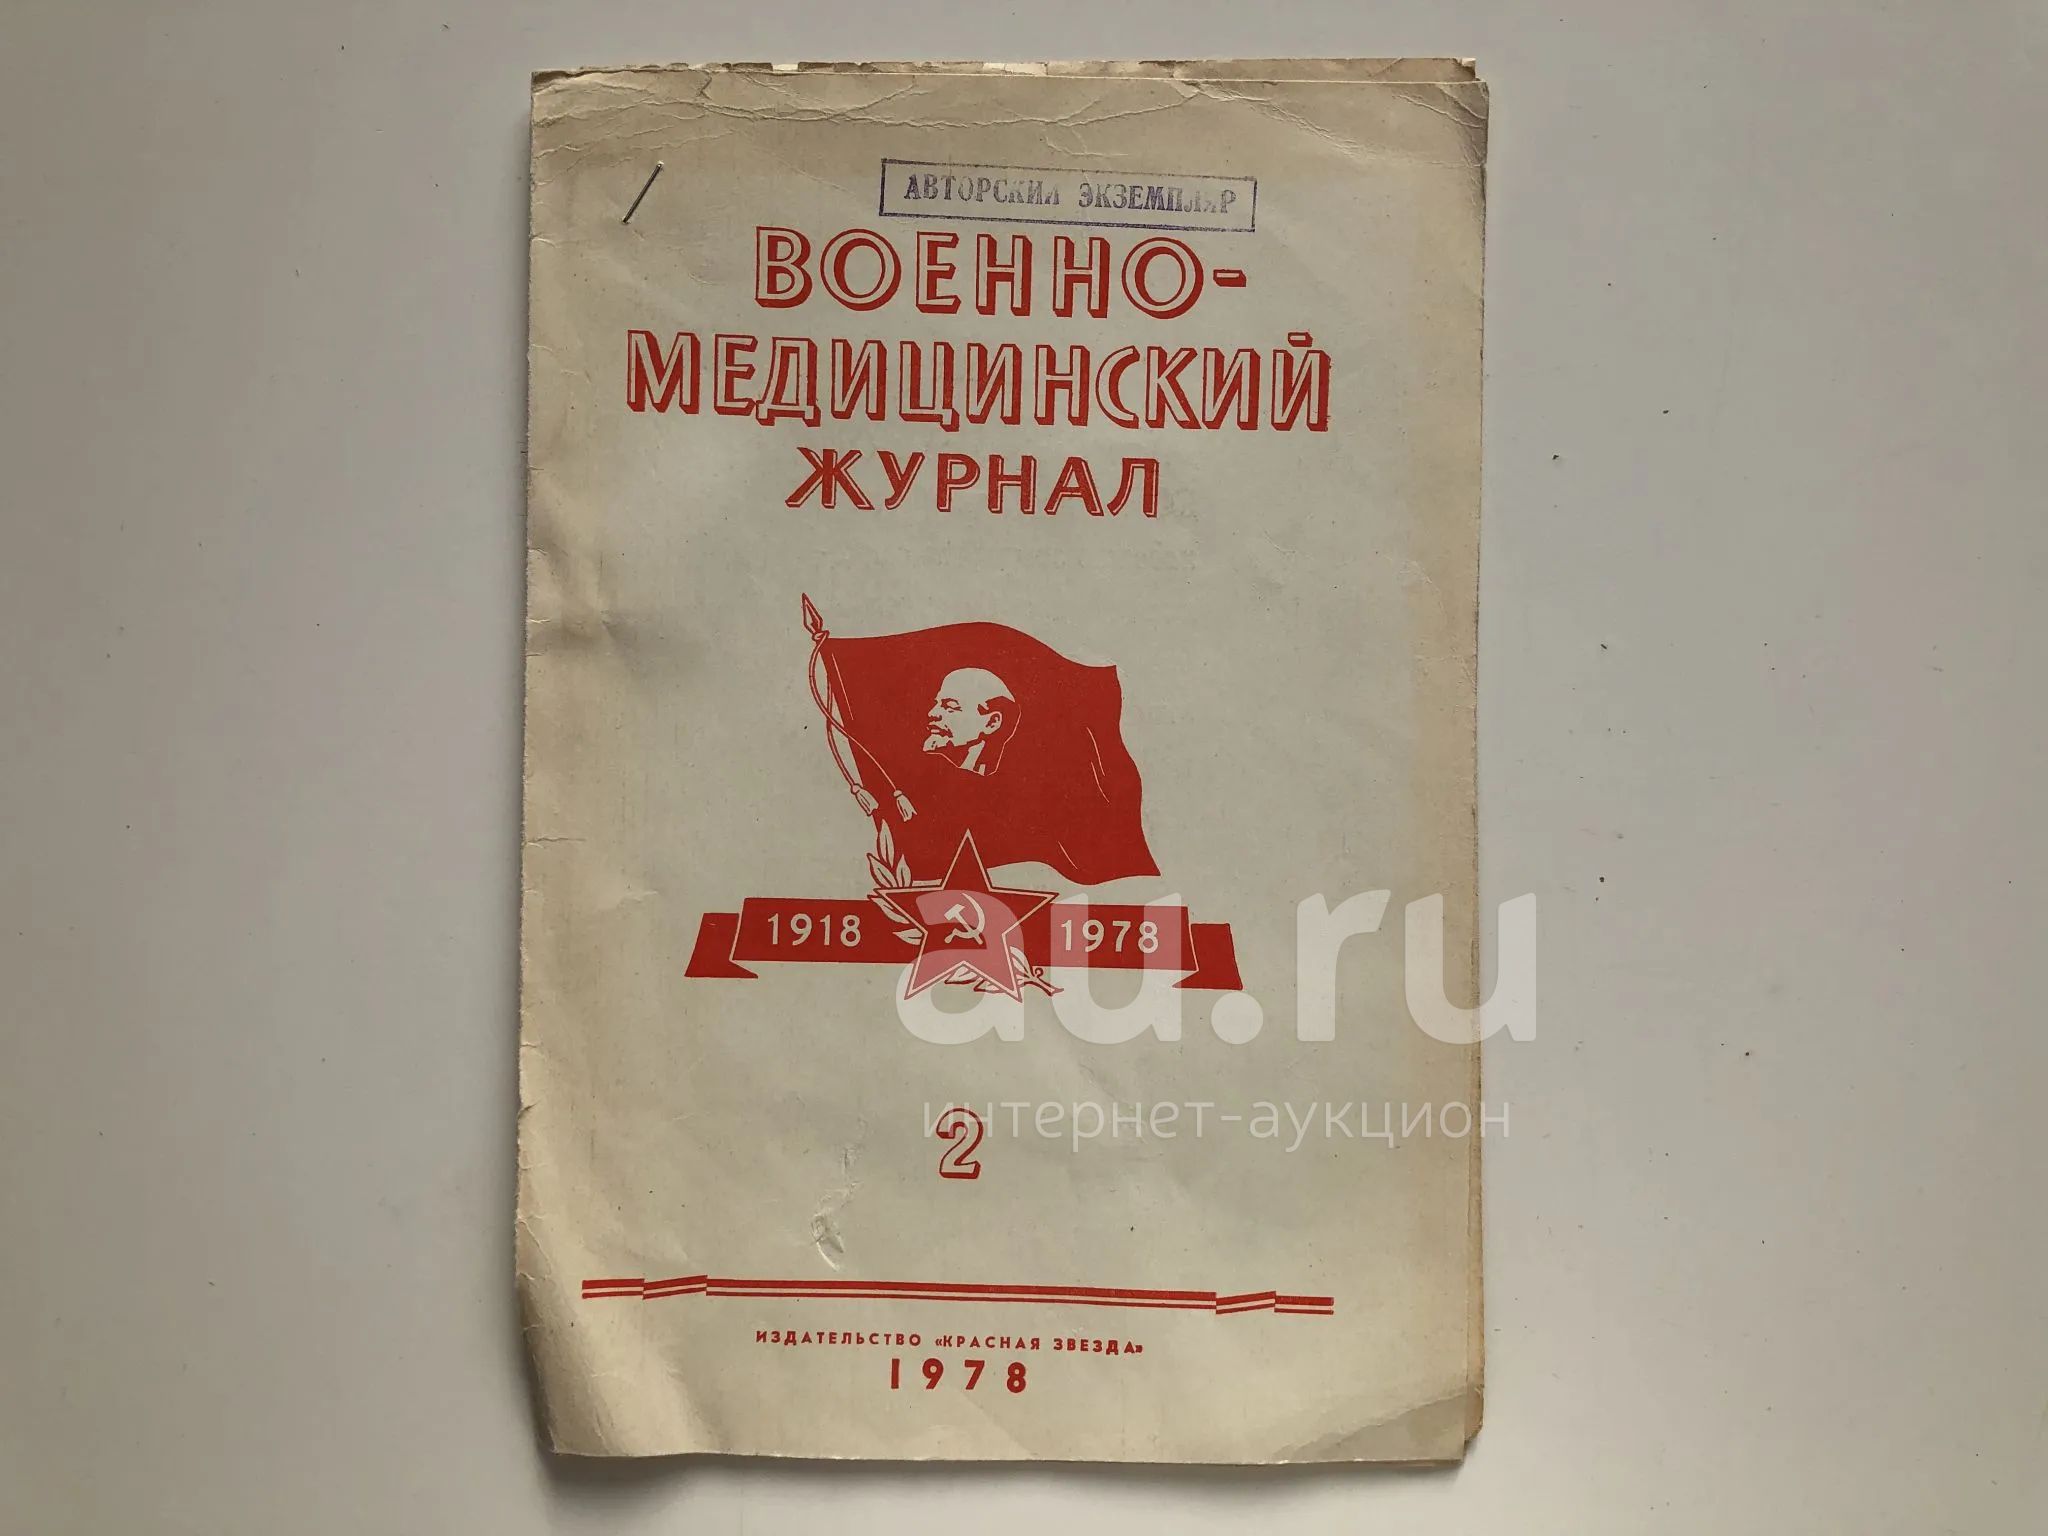 АВТОРСКИЙ ЭКЗЕМПЛЯР
ВОЕННО-
МЕДИЦИНСКИЙ
ЖУРНАЛ
1918 1978
au.ru
интернет-аукцион
2
ИЗДАТЕЛЬСТВО «КРАСНАЯ ЗВЕЗДА»
1978